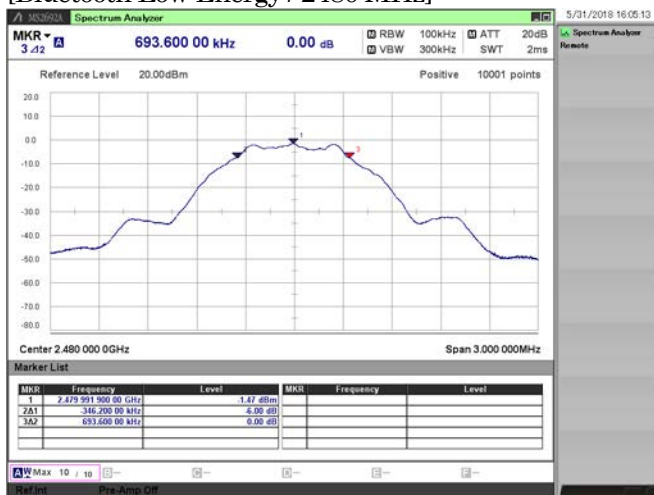 [Bluetooth Low Energy / 2480 MHz]
MS2692A Spectrum Analyzer
5/31/2018 16:05:13
MKR 3 Δ2 A 693.600 00 kHz 0.00 dB M RBW 100kHz M ATT 20dB
M VBW 300kHz SWT 2ms
Spectrum Analyzer
Remote
Reference Level 20.00dBm Positive 10001 points
20.0
10.0
0.0
-10.0
-20.0
-30.0
-40.0
-50.0
-60.0
-70.0
-80.0
1
3
Center 2.480 000 0GHz Span 3.000 000MHz
Marker List
MKR Frequency Level MKR Frequency Level
1 2.479 991 900 00 GHz -1.47 dBm
2Δ1 -346.200 00 kHz -6.00 dB
3Δ2 693.600 00 kHz 0.00 dB
A W Max 10 / 10 B-- C-- D-- E-- F--
Ref.Int Pre-Amp Off